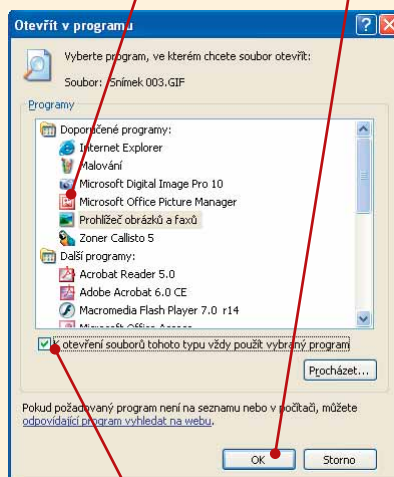 Otevřít v programu
Vyberte program, ve kterém chcete soubor otevřít:
Soubor: Snímek 003.GIF
Programy
Doporučené programy:
Internet Explorer
Malování
Microsoft Digital Image Pro 10
Microsoft Office Picture Manager
Prohlížeč obrázků a faxů
Zoner Callisto 5
Další programy:
Acrobat Reader 5.0
Adobe Acrobat 6.0 CE
Macromedia Flash Player 7.0 r14
Microsoft Office Access
K otevření souborů tohoto typu vždy použít vybraný program
Procházet...
Pokud požadovaný program není na seznamu nebo v počítači, můžete
odpovídající program vyhledat na webu.
OK Storno